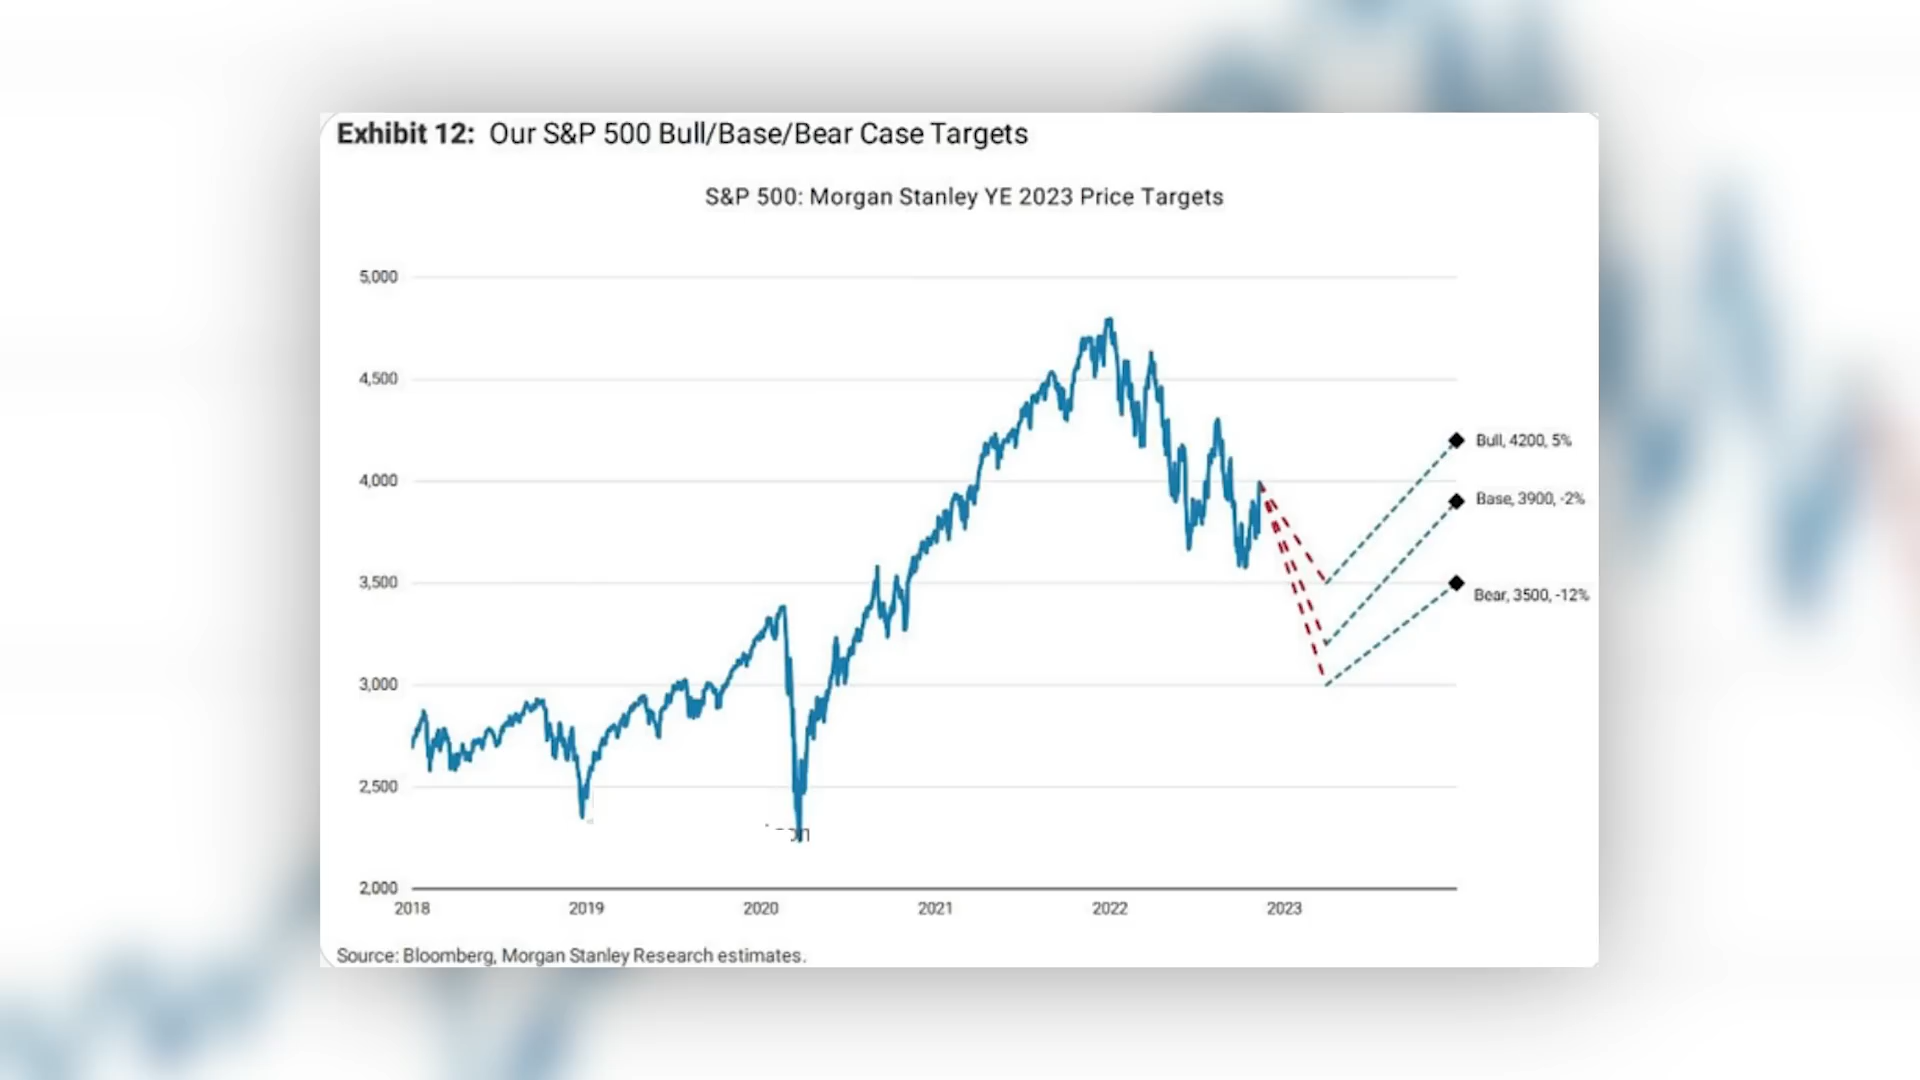 Exhibit 12: Our S&P 500 Bull/Base/Bear Case Targets
S&P 500: Morgan Stanley YE 2023 Price Targets
5,000
4,500
4,000
3,500
3,000
2,500
2,000
Bull, 4200, 5%
Base, 3900, -2%
Bear, 3500, -12%
2018 2019 2020 2021 2022 2023
Source: Bloomberg, Morgan Stanley Research estimates.